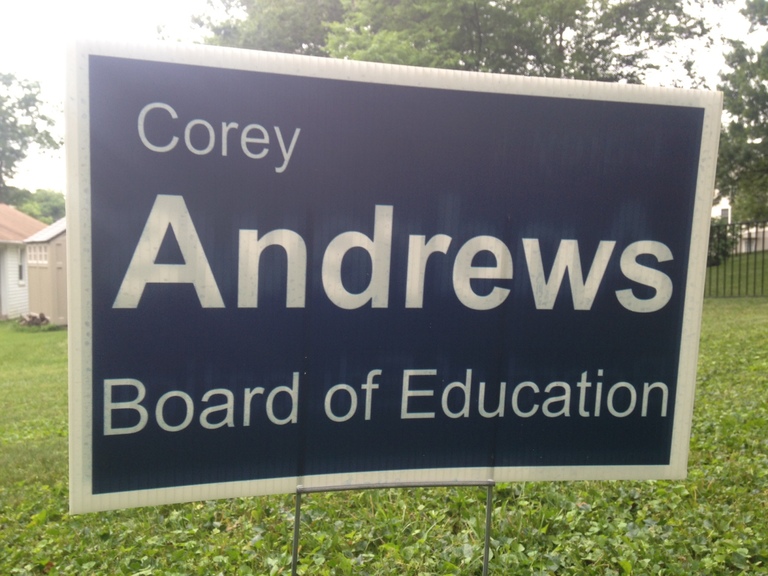 Corey
Andrews
Board of Education